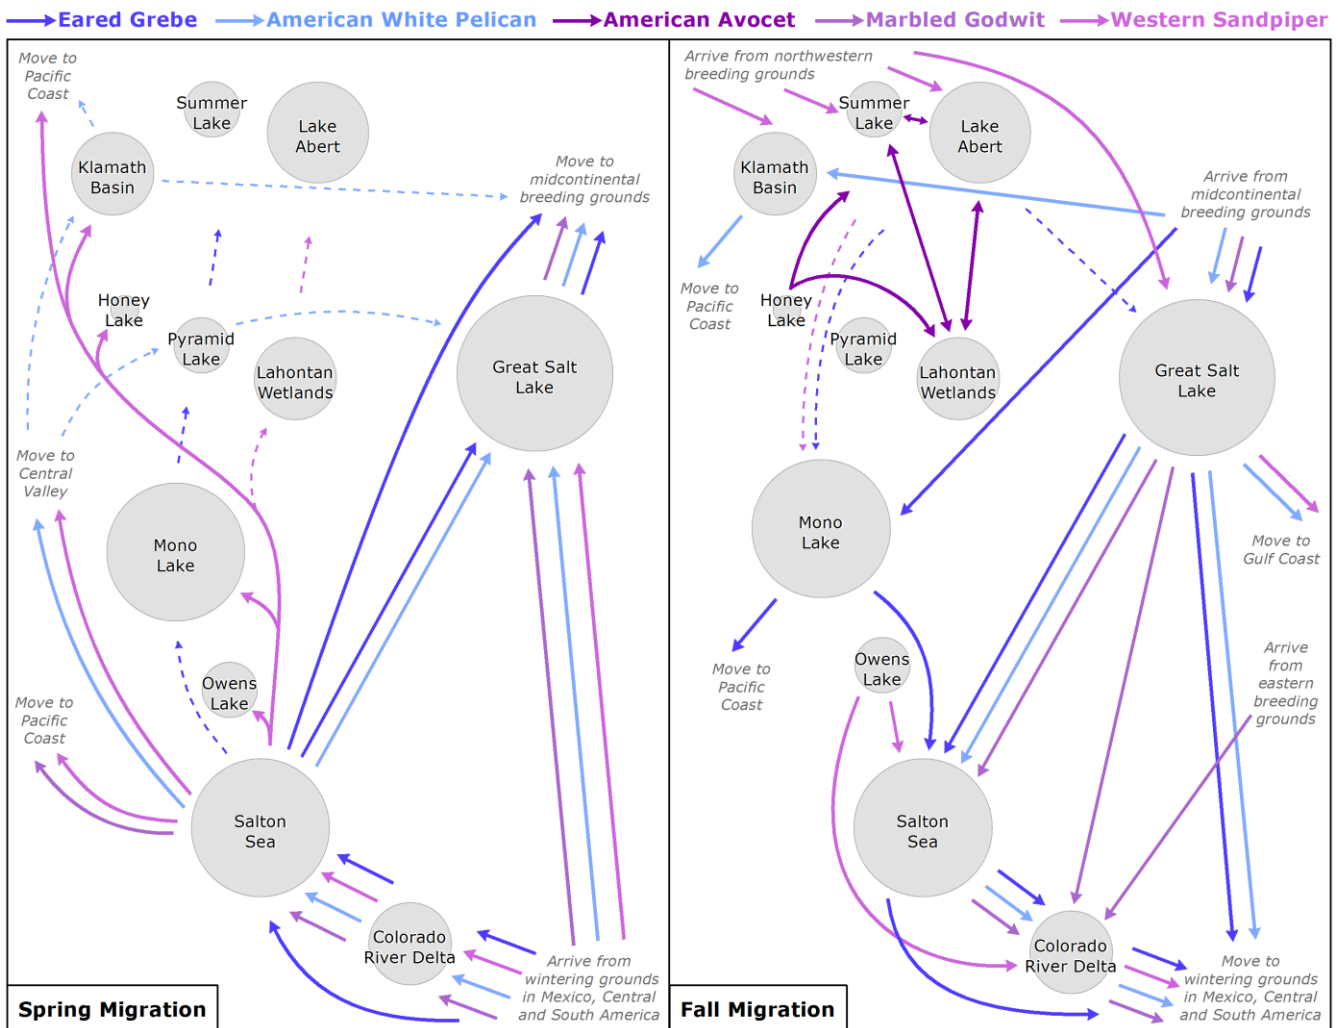 Eared Grebe American White Pelican American Avocet Marbled Godwit Western Sandpiper
Move to
Pacific
Coast
Summer
Lake
Lake
Abert
Klamath
Basin
Move to
midcontinental
breeding grounds
Honey
Lake
Pyramid
Lake
Lahontan
Wetlands
Great Salt
Lake
Move to
Central
Valley
Mono
Lake
Owens
Lake
Move to
Pacific
Coast
Salton
Sea
Colorado
River Delta
Arrive from
wintering grounds
in Mexico, Central
and South America
Spring Migration
Arrive from northwestern
breeding grounds
Summer
Lake
Lake
Abert
Klamath
Basin
Arrive from
midcontinental
breeding grounds
Move to
Pacific
Coast
Honey
Lake
Pyramid
Lake
Lahontan
Wetlands
Great Salt
Lake
Mono
Lake
Move to
Gulf Coast
Owens
Lake
Move to
Pacific
Coast
Arrive
from
eastern
breeding
grounds
Salton
Sea
Colorado
River Delta
Move to
wintering grounds
in Mexico, Central
and South America
Fall Migration